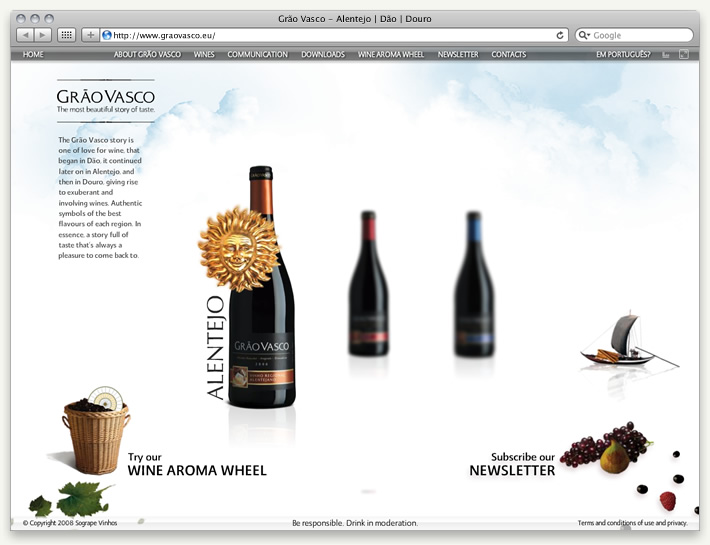 Grão Vasco – Alentejo | Dão | Douro
http://www.graovasco.eu/
Google
HOME ABOUT GRÃO VASCO WINES COMMUNICATION DOWNLOADS WINE AROMA WHEEL NEWSLETTER CONTACTS EM PORTUGUÊS?
GRÃO VASCO
The most beautiful story of taste.
The Grão Vasco story is
one of love for wine, that
began in Dão, it continued
later on in Alentejo, and
then in Douro, giving rise
to exuberant and
involving wines. Authentic
symbols of the best
flavours of each region. In
essence, a story full of
taste that's always a
pleasure to come back to.
ALENTEJO
GRÃO VASCO
Try our
WINE AROMA WHEEL
Subscribe our
NEWSLETTER
© Copyright 2008 Sogrape Vinhos
Be responsible. Drink in moderation.
Terms and conditions of use and privacy.